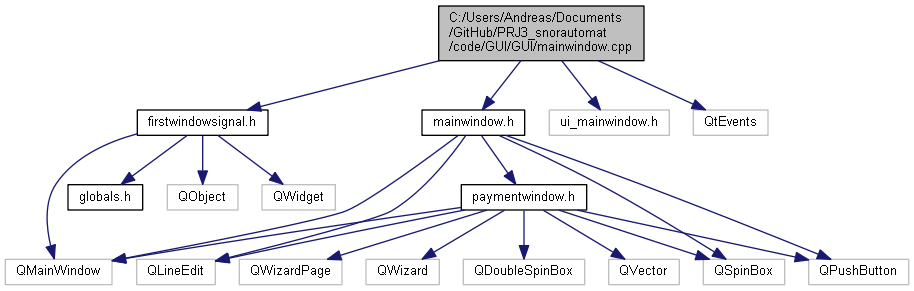 C:/Users/Andreas/Documents
/GitHub/PRJ3_snorautomat
/code/GUI/GUI/mainwindow.cpp
firstwindowsignal.h
mainwindow.h
ui_mainwindow.h
QtEvents
globals.h
QObject
QWidget
paymentwindow.h
QMainWindow
QLineEdit
QWizardPage
QWizard
QDoubleSpinBox
QVector
QSpinBox
QPushButton